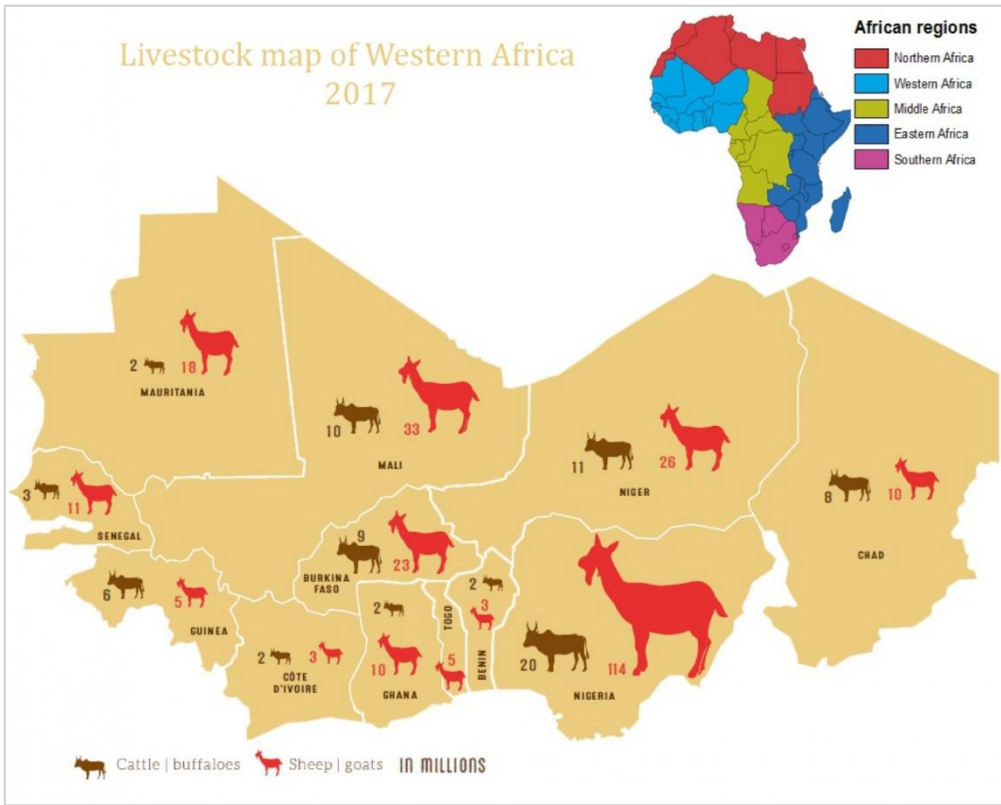 Livestock map of Western Africa
2017
African regions
Northern Africa
Western Africa
Middle Africa
Eastern Africa
Southern Africa
2 18
MAURITANIA
10 33
MALI
11 26
NIGER
8 10
CHAD
3 11
SENEGAL
6 5
GUINEA
9 23
BURKINA
FASO
2 3
CÔTE
D'IVOIRE
2
10
GHANA
TOGO
5
2
3
BENIN
20 114
NIGERIA
Cattle | buffaloes Sheep | goats IN MILLIONS